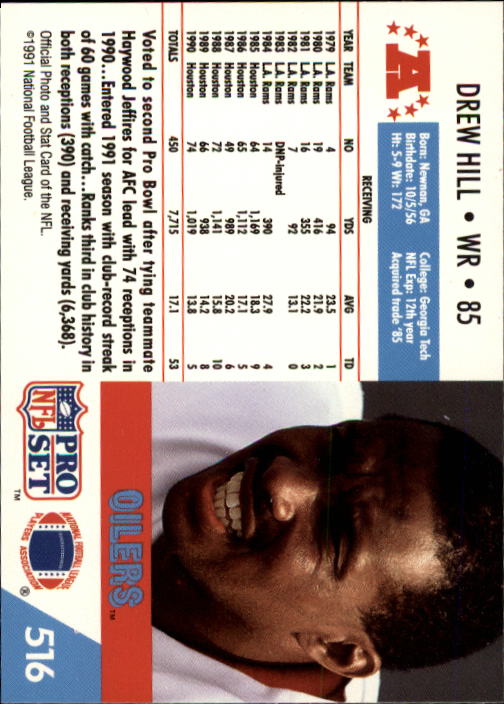 DREW HILL • WR • 85
A
Born: Newnan, GA
Birthdate: 10/5/56
Ht: 5-9 Wt: 172
College: Georgia Tech
NFL Exp: 12th year
Acquired trade '85
RECEIVING
YEAR TEAM NO YDS AVG TD
1979 L.A. Rams 4 94 23.5 1
1980 L.A. Rams 19 416 21.9 2
1981 L.A. Rams 16 355 22.2 3
1982 L.A. Rams 7 92 13.1 0
1983 L.A. Rams DNP-Injured
1984 L.A. Rams 14 390 27.9 4
1985 Houston 64 1,169 18.3 9
1986 Houston 65 1,112 17.1 5
1987 Houston 49 989 20.2 6
1988 Houston 72 1,141 15.8 10
1989 Houston 66 938 14.2 8
1990 Houston 74 1,019 13.8 5
TOTALS 450 7,715 17.1 53
Voted to second Pro Bowl after tying teammate
Haywood Jeffires for AFC lead with 74 receptions in
1990...Entered 1991 season with club-record streak
of 60 games with catch...Ranks third in club history in
both receptions (390) and receiving yards (6,368).
Official Photo and Stat Card of the NFL.
©1991 National Football League.
OILERS™
PRO
NFL
SET™
NATIONAL FOOTBALL LEAGUE
PLAYERS ASSOCIATION
®
516